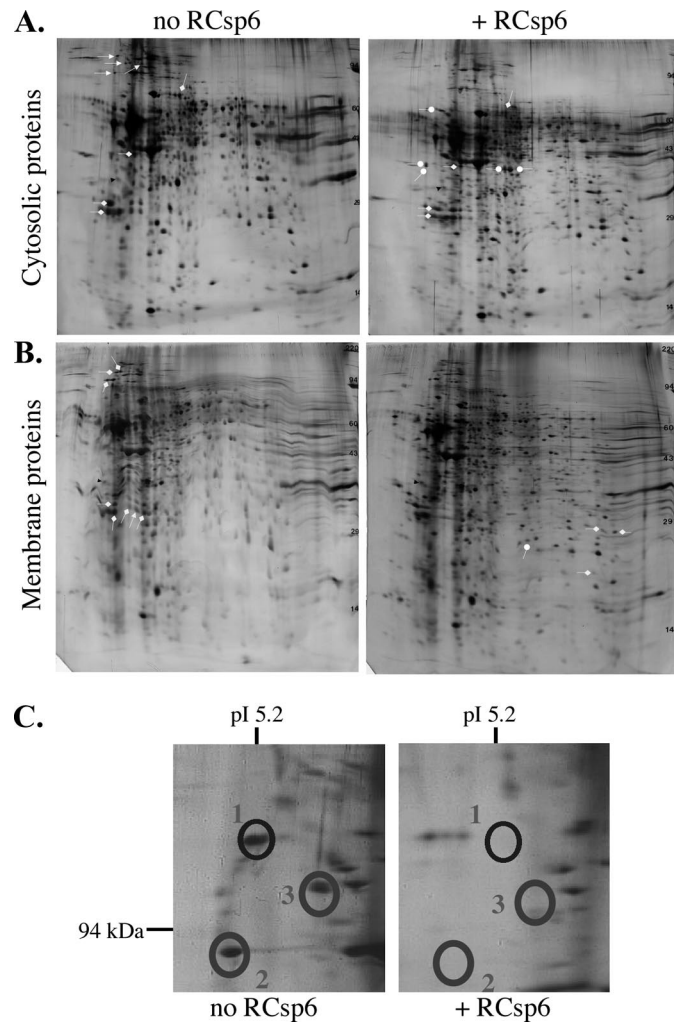 A.
no RCsp6
+ RCsp6
Cytosolic proteins
94
60
43
29
14
94
60
43
29
14
B.
Membrane proteins
220
94
60
43
29
14
220
94
60
43
29
14
C.
pI 5.2
pI 5.2
1
3
2
94 kDa
1
3
2
no RCsp6
+ RCsp6